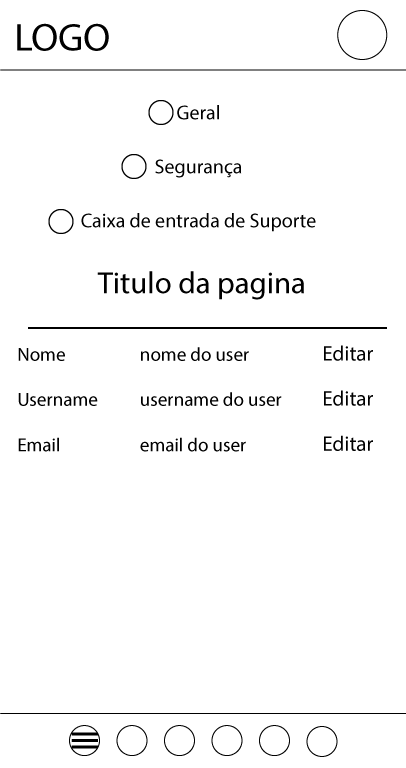 LOGO
Geral
Segurança
Caixa de entrada de Suporte
Titulo da pagina
Nome nome do user Editar
Username username do user Editar
Email email do user Editar